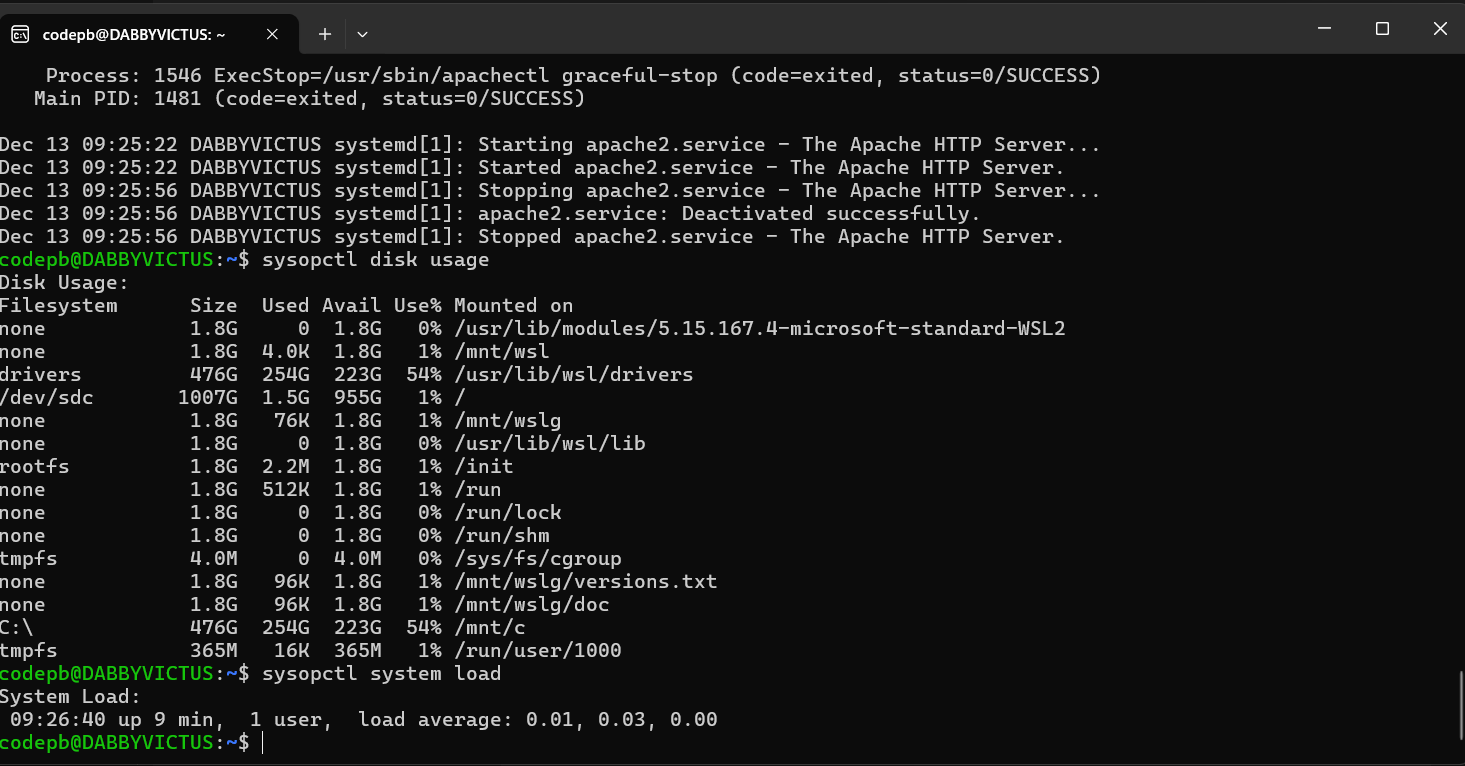 codepb@DABBYVICTUS: ~
    Process: 1546 ExecStop=/usr/sbin/apachectl graceful-stop (code=exited, status=0/SUCCESS)
   Main PID: 1481 (code=exited, status=0/SUCCESS)

Dec 13 09:25:22 DABBYVICTUS systemd[1]: Starting apache2.service - The Apache HTTP Server...
Dec 13 09:25:22 DABBYVICTUS systemd[1]: Started apache2.service - The Apache HTTP Server.
Dec 13 09:25:56 DABBYVICTUS systemd[1]: Stopping apache2.service - The Apache HTTP Server...
Dec 13 09:25:56 DABBYVICTUS systemd[1]: apache2.service: Deactivated successfully.
Dec 13 09:25:56 DABBYVICTUS systemd[1]: Stopped apache2.service - The Apache HTTP Server.
codepb@DABBYVICTUS:~$ sysopctl disk usage
Disk Usage:
Filesystem      Size  Used Avail Use% Mounted on
none            1.8G     0  1.8G   0% /usr/lib/modules/5.15.167.4-microsoft-standard-WSL2
none            1.8G  4.0K  1.8G   1% /mnt/wsl
drivers         476G  254G  223G  54% /usr/lib/wsl/drivers
/dev/sdc       1007G  1.5G  955G   1% /
none            1.8G   76K  1.8G   1% /mnt/wslg
none            1.8G     0  1.8G   0% /usr/lib/wsl/lib
rootfs          1.8G  2.2M  1.8G   1% /init
none            1.8G  512K  1.8G   1% /run
none            1.8G     0  1.8G   0% /run/lock
none            1.8G     0  1.8G   0% /run/shm
tmpfs           4.0M     0  4.0M   0% /sys/fs/cgroup
none            1.8G   96K  1.8G   1% /mnt/wslg/versions.txt
none            1.8G   96K  1.8G   1% /mnt/wslg/doc
C:\             476G  254G  223G  54% /mnt/c
tmpfs           365M   16K  365M   1% /run/user/1000
codepb@DABBYVICTUS:~$ sysopctl system load
System Load:
 09:26:40 up 9 min,  1 user,  load average: 0.01, 0.03, 0.00
codepb@DABBYVICTUS:~$